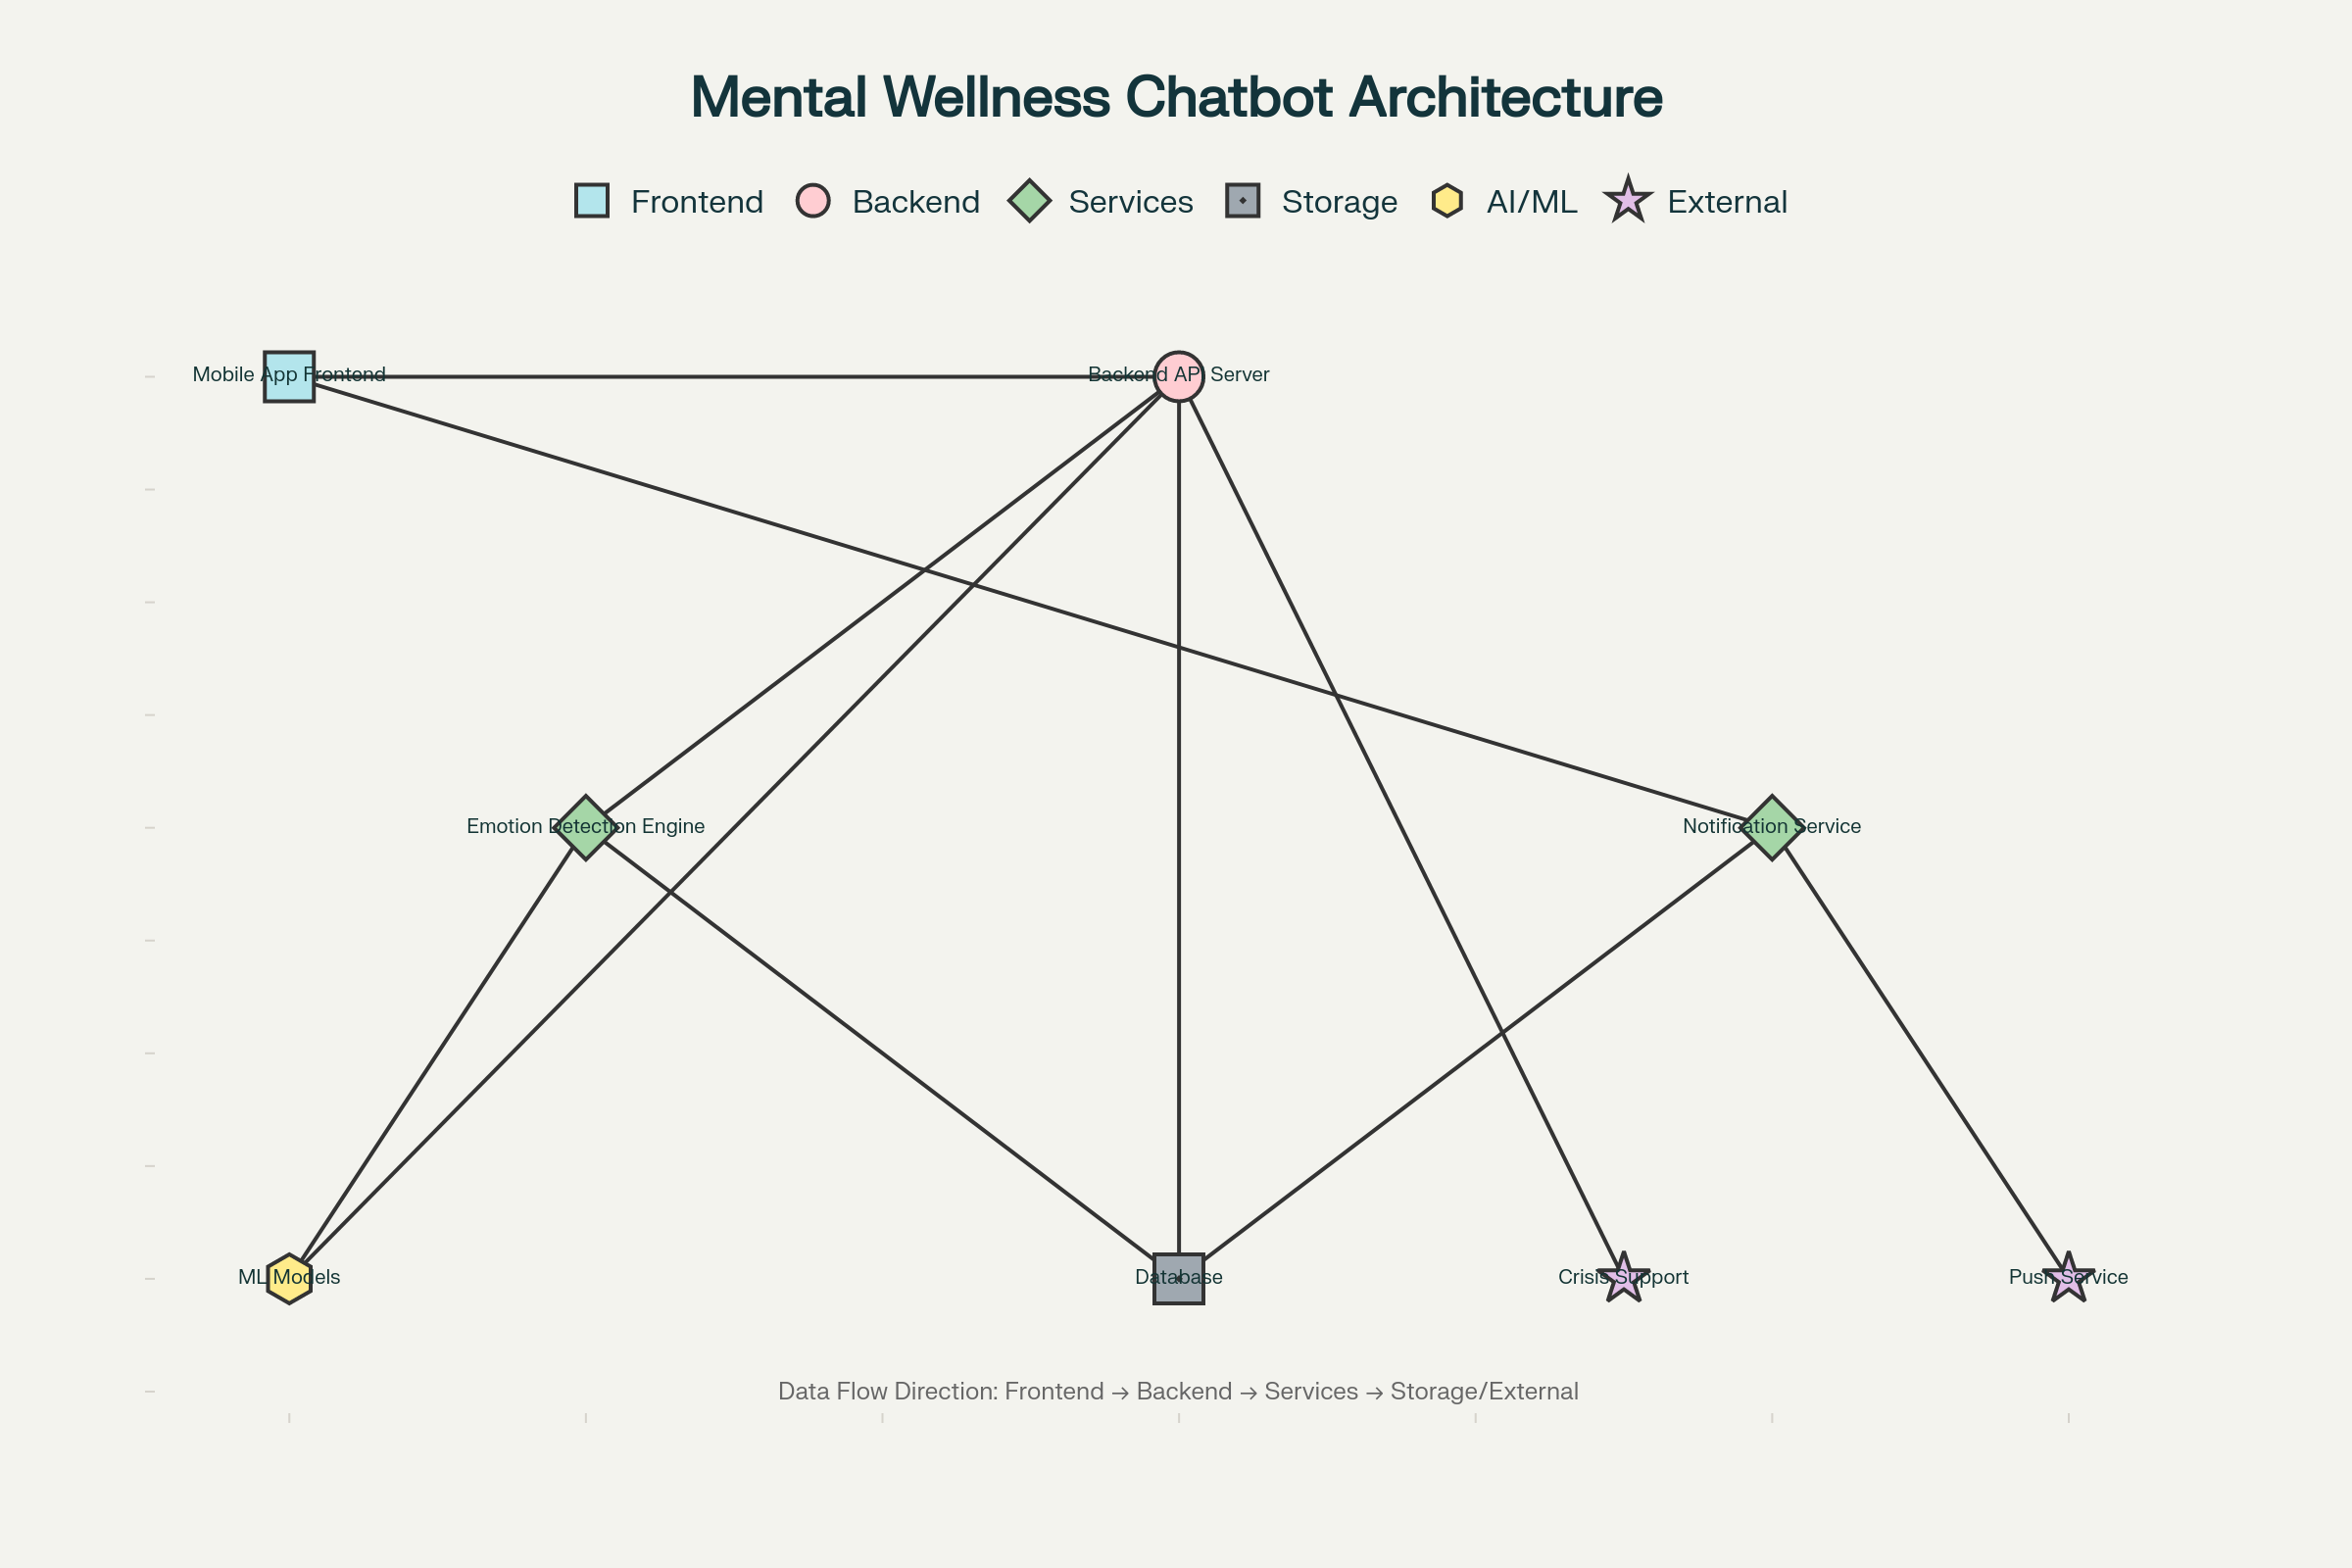 Mental Wellness Chatbot Architecture
Frontend Backend Services Storage AI/ML External
Mobile App Frontend
Backend API Server
Emotion Detection Engine
Notification Service
ML Models
Database
Crisis Support
Push Service
Data Flow Direction: Frontend → Backend → Services → Storage/External